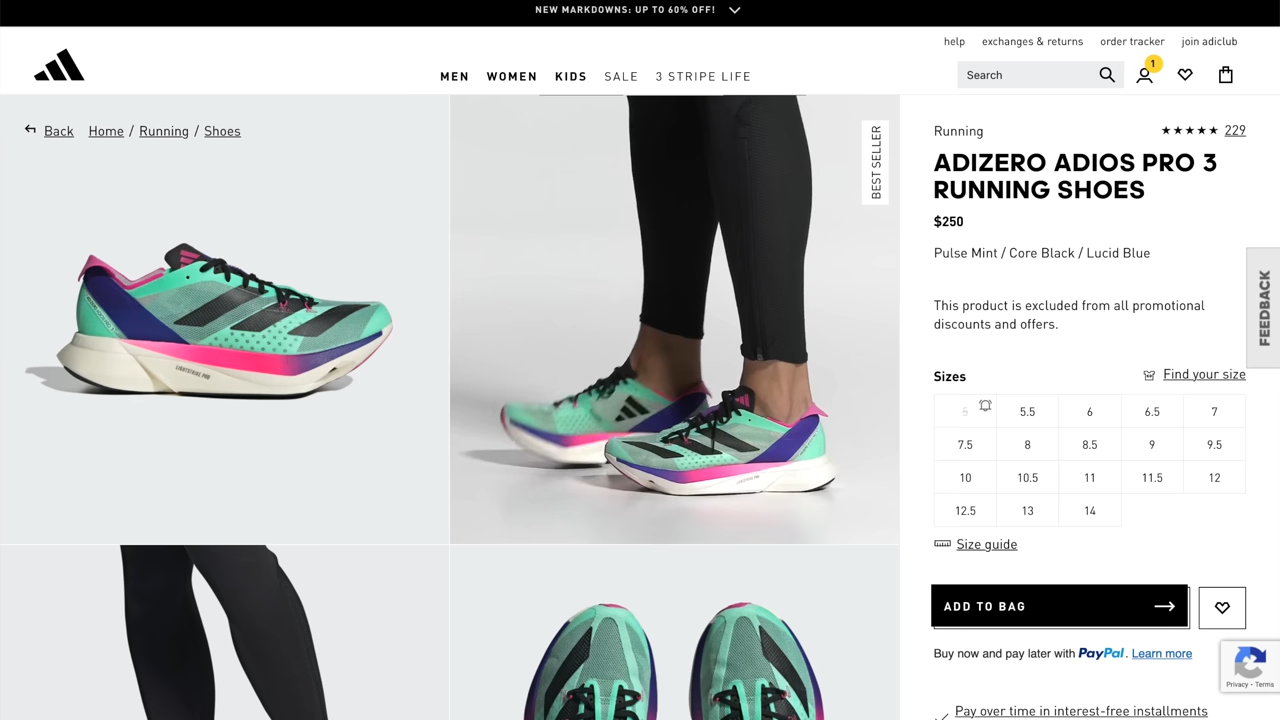 NEW MARKDOWNS: UP TO 60% OFF!
help exchanges & returns order tracker join adiclub
MEN WOMEN KIDS SALE 3 STRIPE LIFE
Search
1
Back Home / Running / Shoes
BEST SELLER
LIGHTSTRIKE PRO
Running
229
ADIZERO ADIOS PRO 3
RUNNING SHOES
$250
Pulse Mint / Core Black / Lucid Blue
This product is excluded from all promotional
discounts and offers.
FEEDBACK
Sizes
Find your size
5 5.5 6 6.5 7
7.5 8 8.5 9 9.5
10 10.5 11 11.5 12
12.5 13 14
Size guide
ADD TO BAG
Buy now and pay later with PayPal. Learn more
Privacy - Terms
Pay over time in interest-free installments